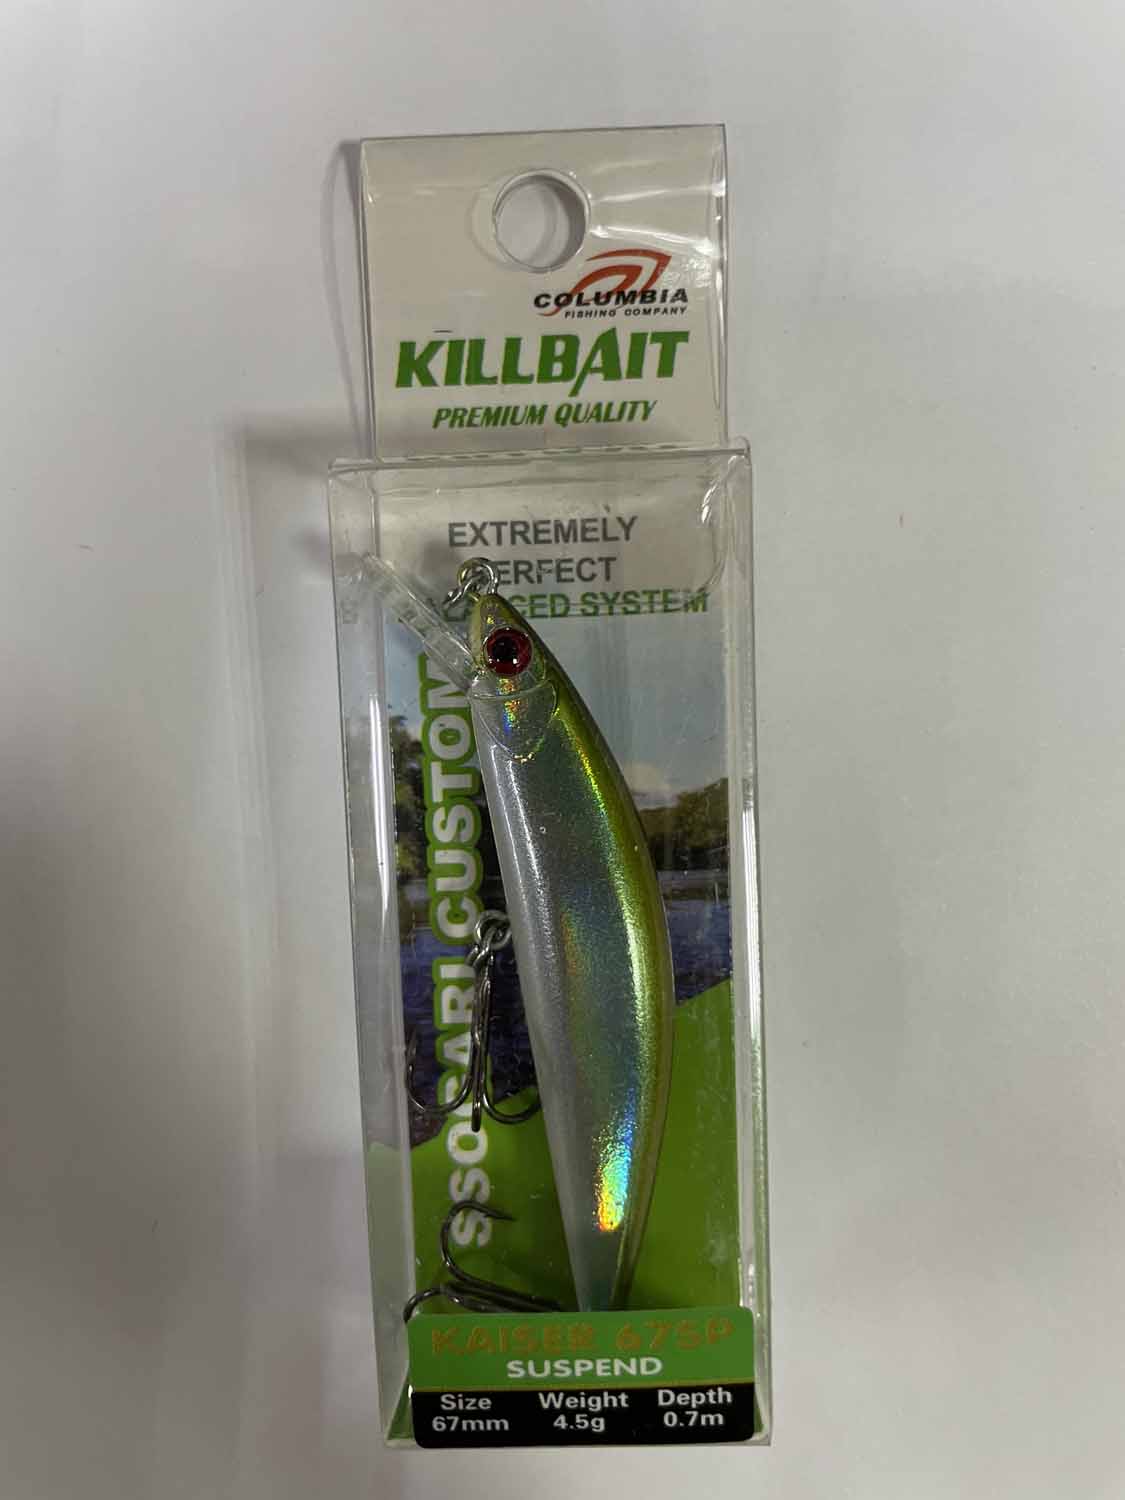 COLUMBIA
FISHING COMPANY
KILLBAIT
PREMIUM QUALITY
EXTREMELY
ERFECT
CED SYSTEM
SSOGARI CUSTOM
KAISER 67SP
SUSPEND
Size Weight Depth
67mm 4.5g 0.7m